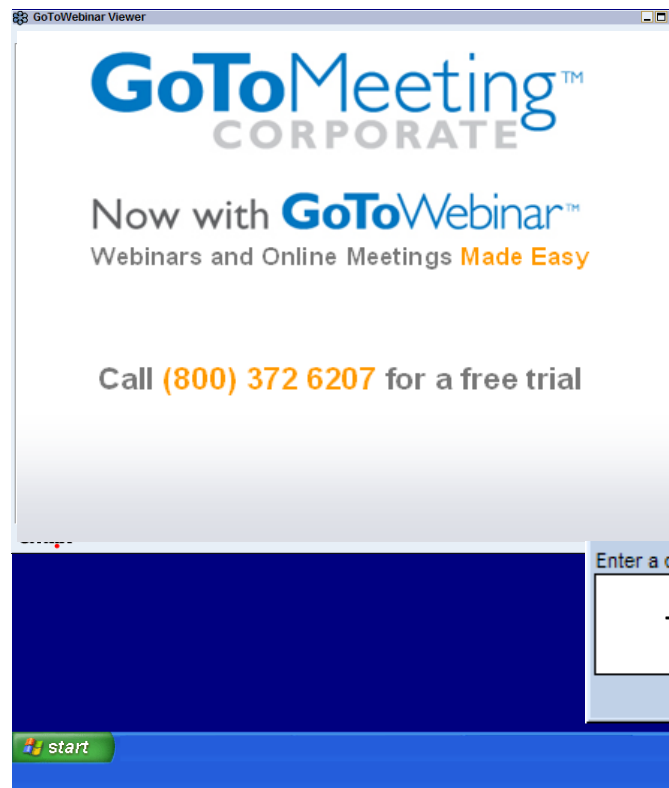 GoToWebinar Viewer
GoToMeeting™
CORPORATE
Now with GoToWebinar™
Webinars and Online Meetings Made Easy
Call (800) 372 6207 for a free trial
Enter a
start